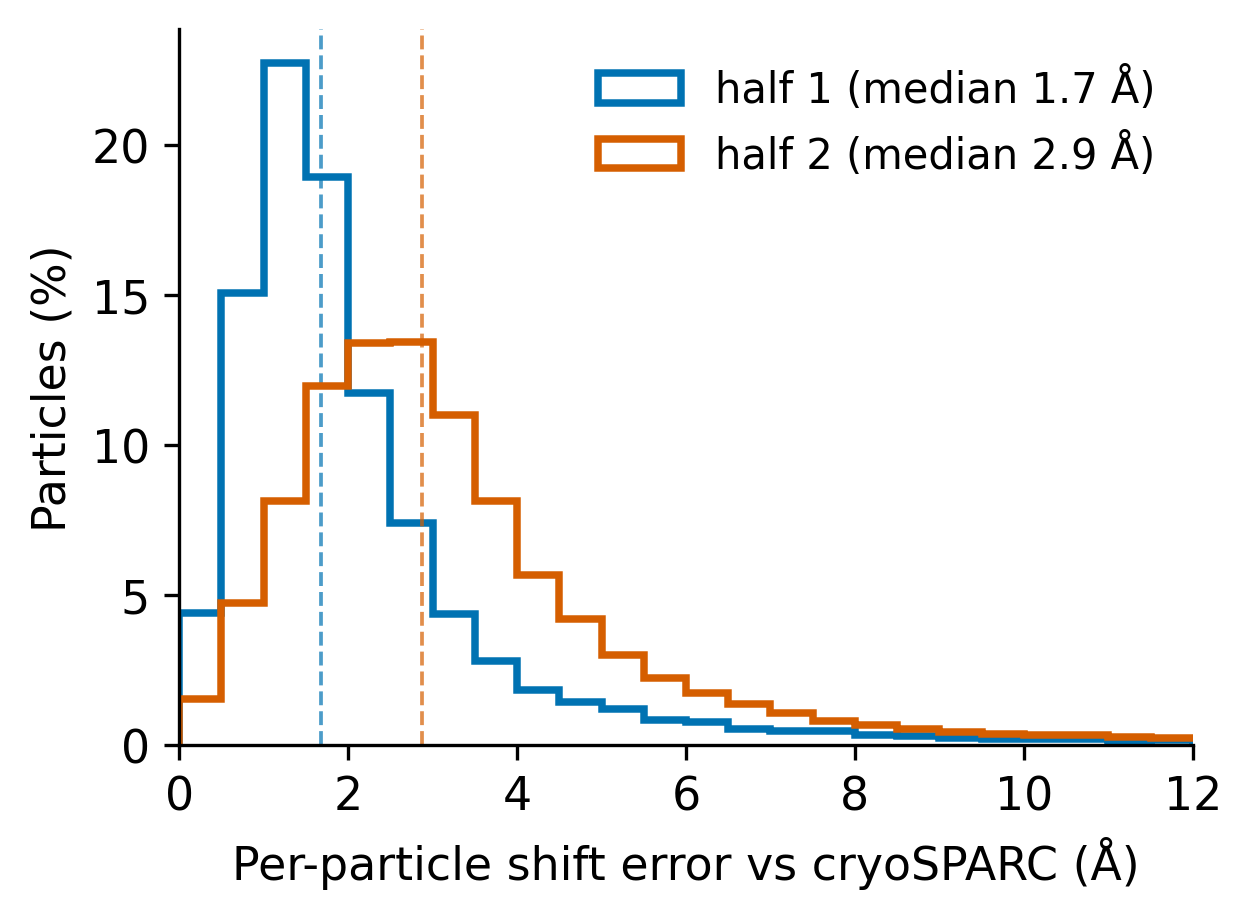 half 1 (median 1.7 Å)
half 2 (median 2.9 Å)
Particles (%)
20
15
10
5
0
0 2 4 6 8 10 12
Per-particle shift error vs cryoSPARC (Å)